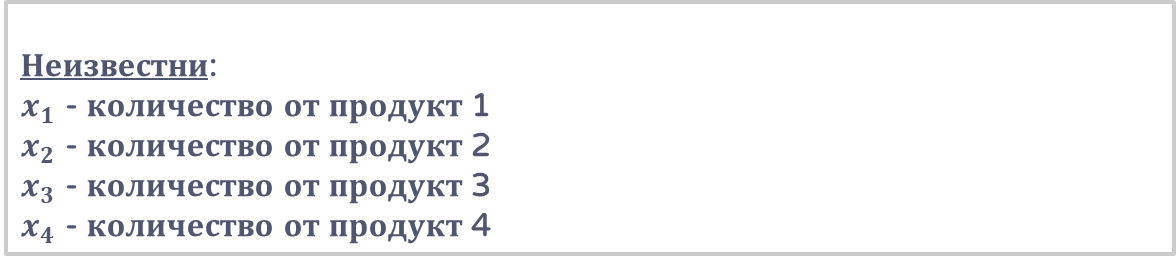 Неизвестни:
x₁ - количество от продукт 1
x₂ - количество от продукт 2
x₃ - количество от продукт 3
x₄ - количество от продукт 4